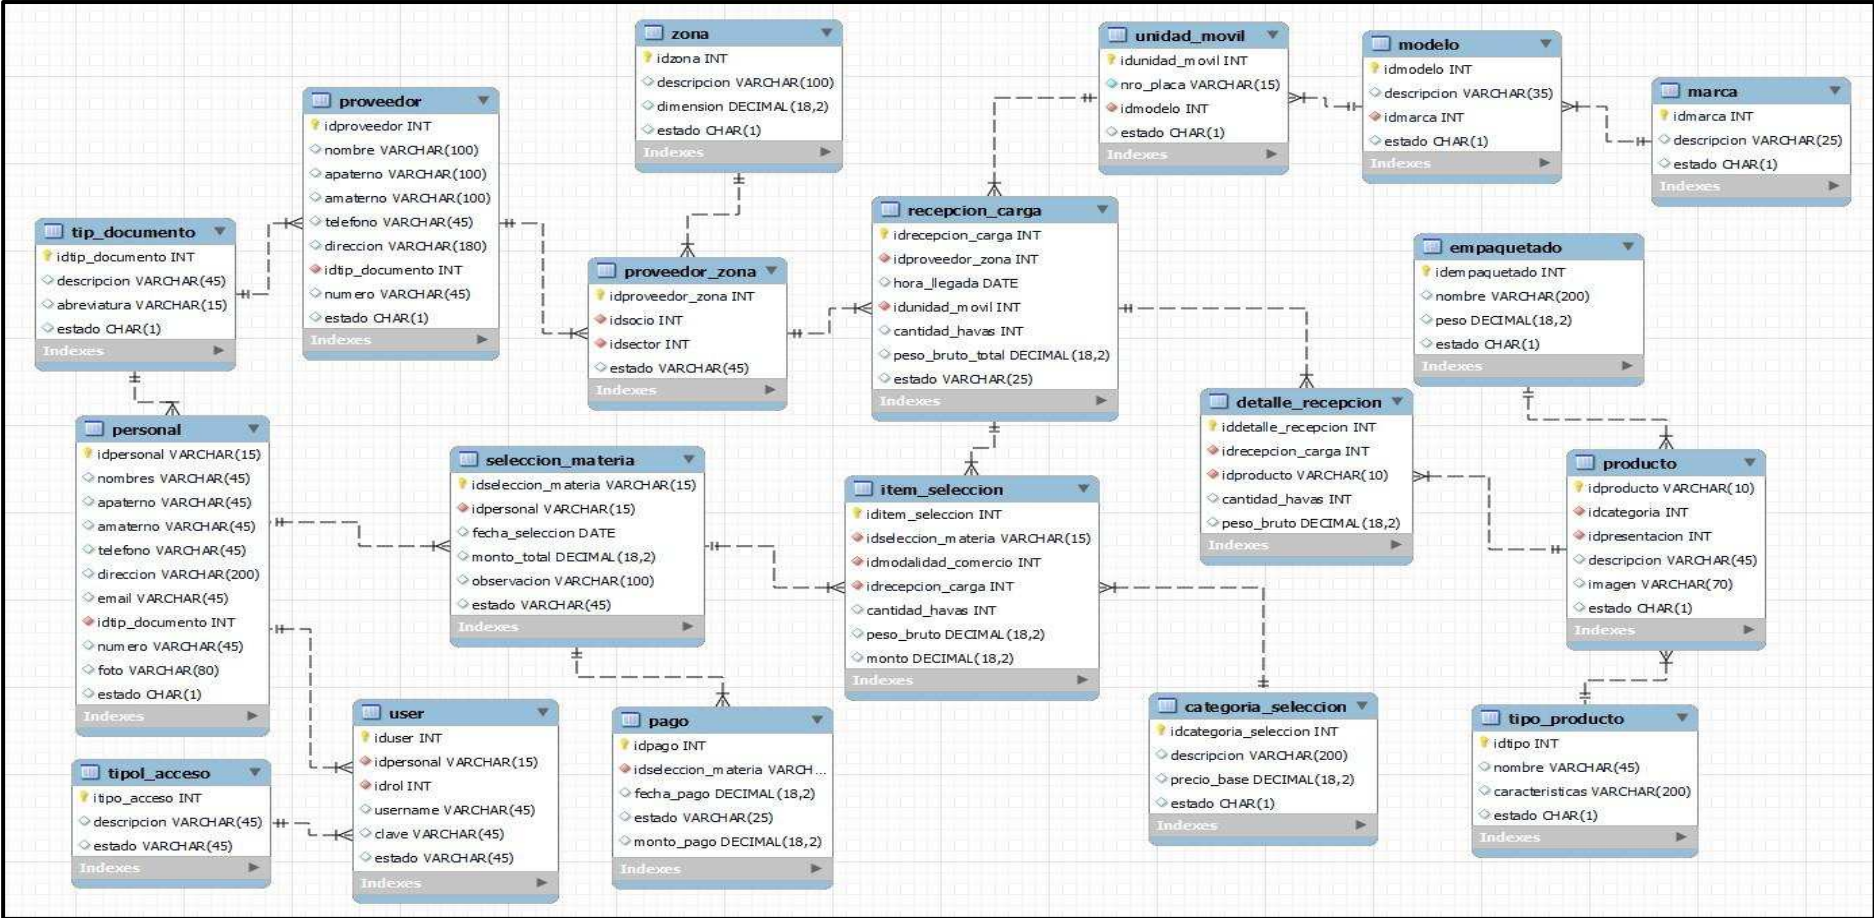 zona
idzona INT
descripcion VARCHAR(100)
dimension DECIMAL(18,2)
estado CHAR(1)
Indexes
unidad_movil
idunidad_movil INT
nro_placa VARCHAR(15)
idmodelo INT
estado CHAR(1)
Indexes
modelo
idmodelo INT
descripcion VARCHAR(35)
idmarca INT
estado CHAR(1)
Indexes
marca
idmarca INT
descripcion VARCHAR(25)
estado CHAR(1)
Indexes
proveedor
idproveedor INT
nombre VARCHAR(100)
apaterno VARCHAR(100)
amaterno VARCHAR(100)
telefono VARCHAR(45)
direccion VARCHAR(180)
idtip_documento INT
numero VARCHAR(45)
estado CHAR(1)
Indexes
tip_documento
idtip_documento INT
descripcion VARCHAR(45)
abreviatura VARCHAR(15)
estado CHAR(1)
Indexes
proveedor_zona
idproveedor_zona INT
idsocio INT
idsector INT
estado VARCHAR(45)
Indexes
recepcion_carga
idrecepcion_carga INT
idproveedor_zona INT
hora_llegada DATE
idunidad_movil INT
cantidad_havas INT
peso_bruto_total DECIMAL(18,2)
estado VARCHAR(25)
Indexes
empaquetado
idempaquetado INT
nombre VARCHAR(200)
peso DECIMAL(18,2)
estado CHAR(1)
Indexes
detalle_recepcion
iddetalle_recepcion INT
idrecepcion_carga INT
idproducto VARCHAR(10)
cantidad_havas INT
peso_bruto DECIMAL(18,2)
Indexes
producto
idproducto VARCHAR(10)
idcategoria INT
idpresentacion INT
descripcion VARCHAR(45)
imagen VARCHAR(70)
estado CHAR(1)
Indexes
personal
idpersonal VARCHAR(15)
nombres VARCHAR(45)
apaterno VARCHAR(45)
amaterno VARCHAR(45)
telefono VARCHAR(45)
direccion VARCHAR(200)
email VARCHAR(45)
idtip_documento INT
numero VARCHAR(45)
foto VARCHAR(80)
estado CHAR(1)
Indexes
seleccion_materia
idseleccion_materia VARCHAR(15)
idpersonal VARCHAR(15)
fecha_seleccion DATE
monto_total DECIMAL(18,2)
observacion VARCHAR(100)
estado VARCHAR(45)
Indexes
item_seleccion
iditem_seleccion INT
idseleccion_materia VARCHAR(15)
idmodalidad_comercio INT
idrecepcion_carga INT
cantidad_havas INT
peso_bruto DECIMAL(18,2)
monto DECIMAL(18,2)
Indexes
user
iduser INT
idpersonal VARCHAR(15)
idrol INT
username VARCHAR(45)
clave VARCHAR(45)
estado VARCHAR(45)
Indexes
pago
idpago INT
idseleccion_materia VARCH...
fecha_pago DECIMAL(18,2)
estado VARCHAR(25)
monto_pago DECIMAL(18,2)
Indexes
categoria_seleccion
idcategoria_seleccion INT
descripcion VARCHAR(200)
precio_base DECIMAL(18,2)
estado CHAR(1)
Indexes
tipo_producto
idtipo INT
nombre VARCHAR(45)
caracteristicas VARCHAR(200)
estado CHAR(1)
Indexes
tipol_acceso
itipo_acceso INT
descripcion VARCHAR(45)
estado VARCHAR(45)
Indexes